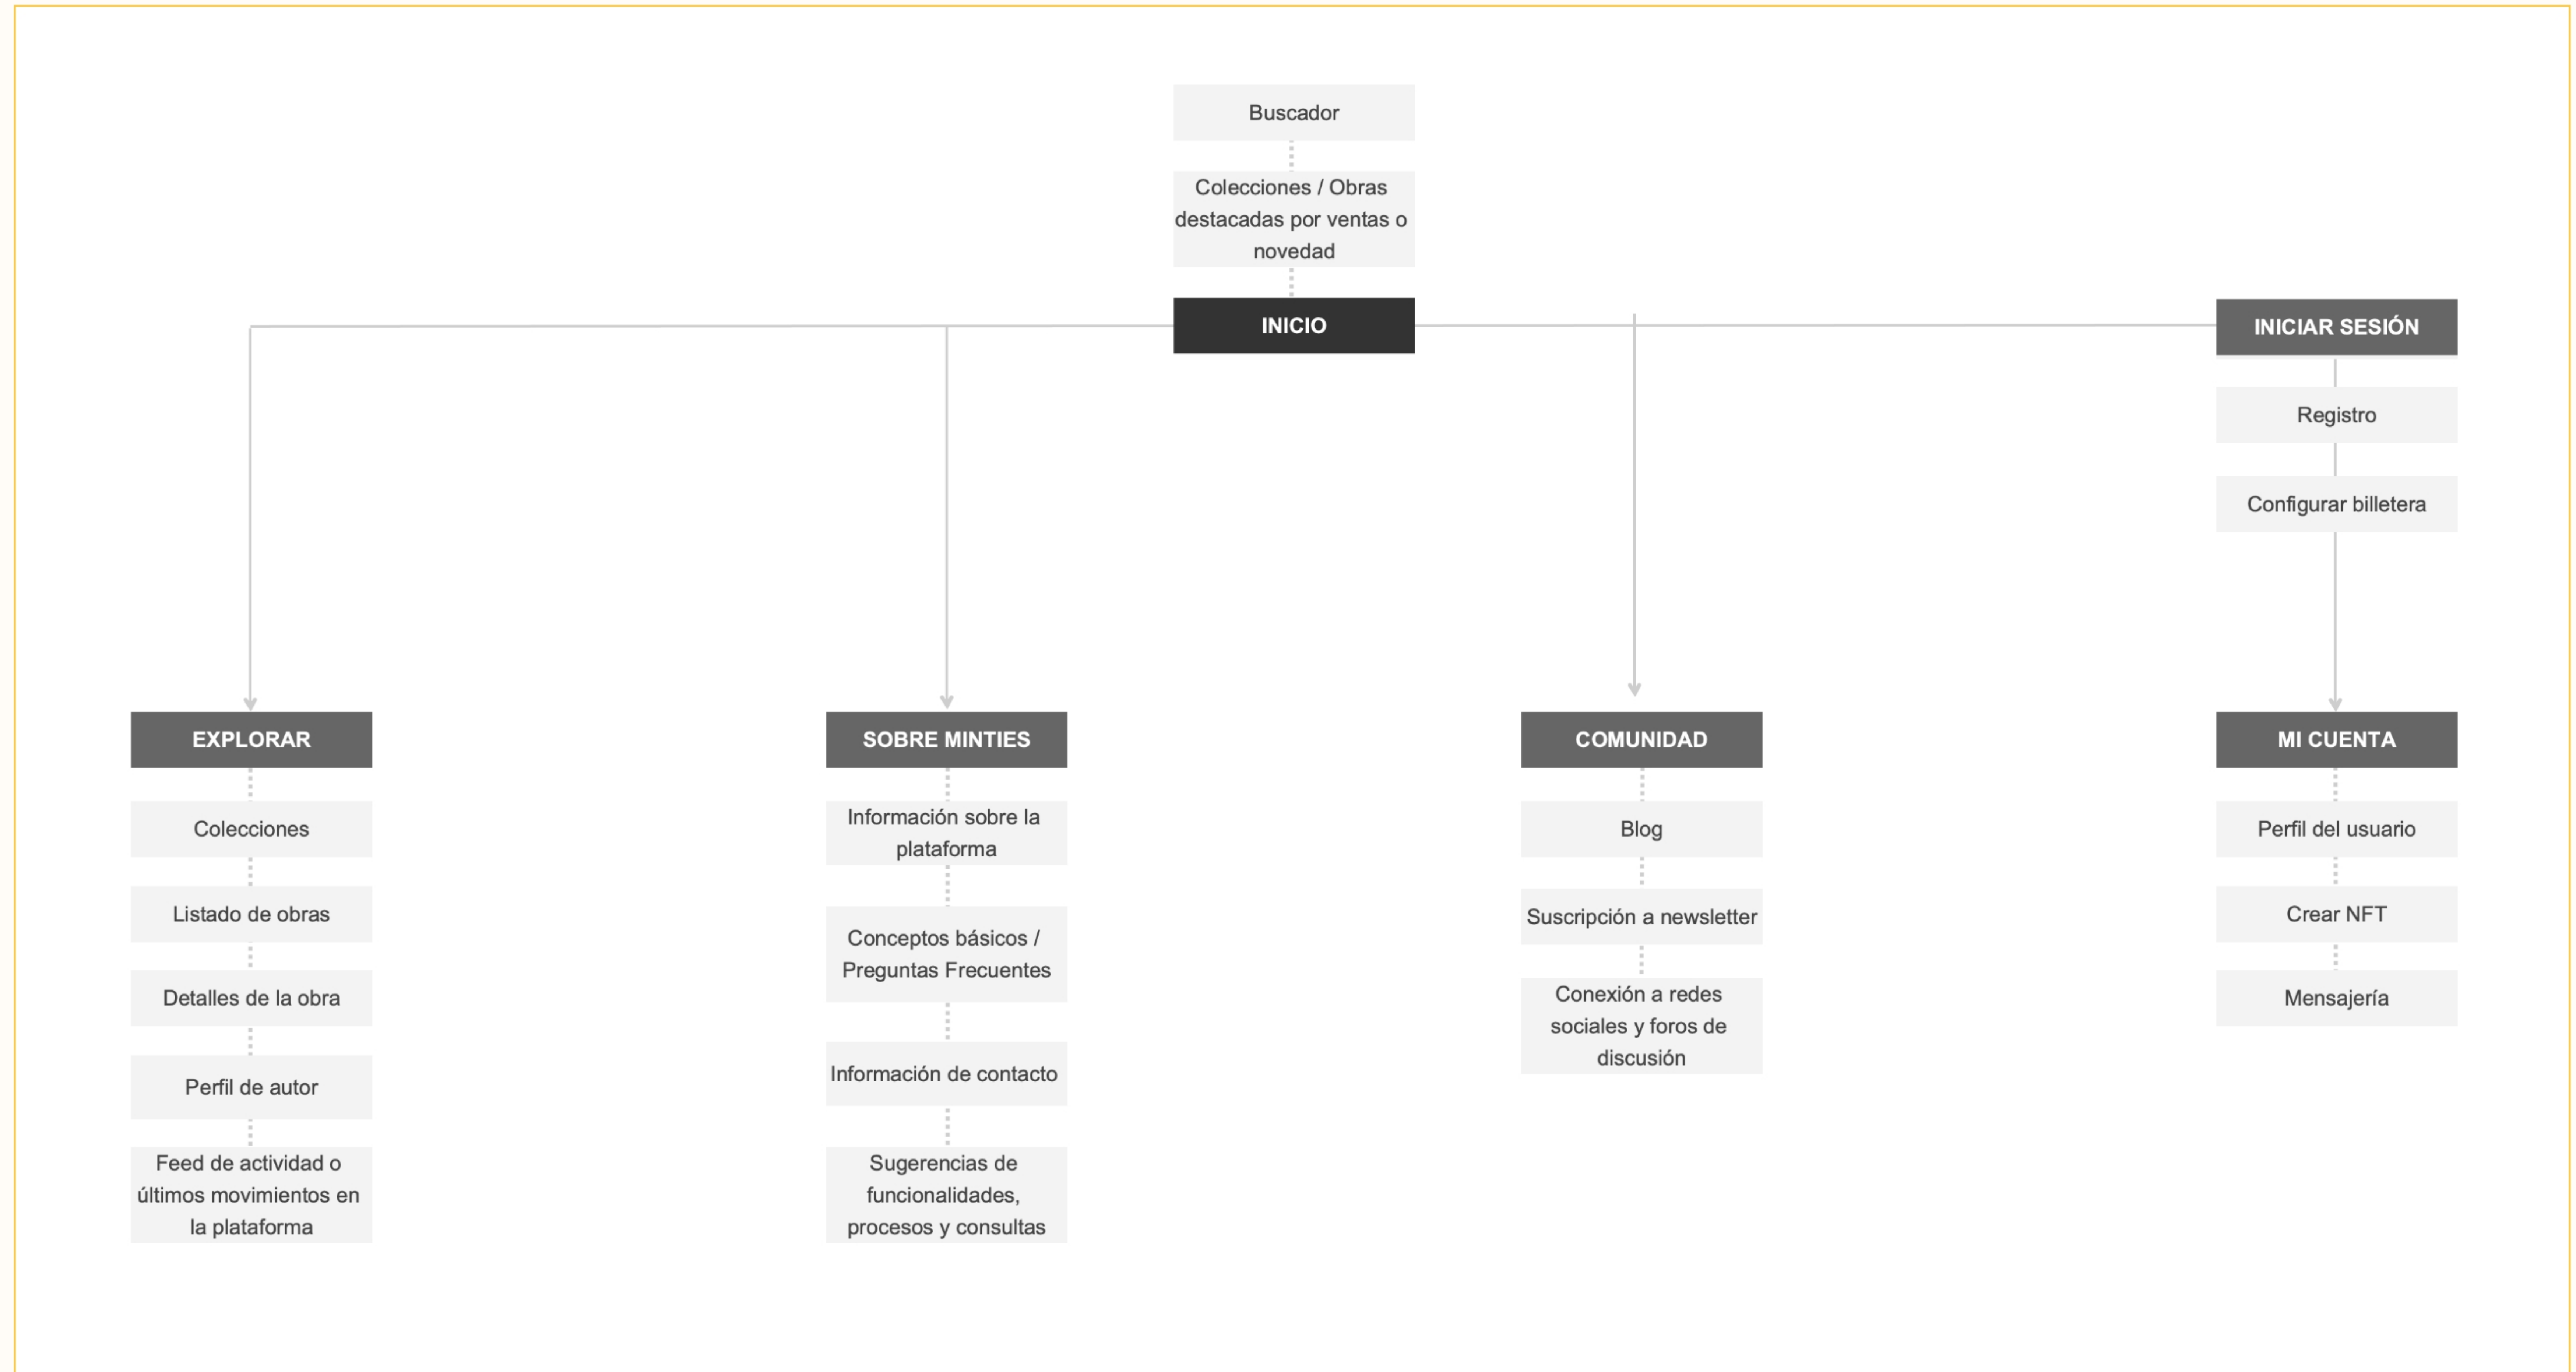 Buscador
Colecciones / Obras
destacadas por ventas o
novedad
INICIO
INICIAR SESIÓN
Registro
Configurar billetera
EXPLORAR
Colecciones
Listado de obras
Detalles de la obra
Perfil de autor
Feed de actividad o
últimos movimientos en
la plataforma
SOBRE MINTIES
Información sobre la
plataforma
Conceptos básicos /
Preguntas Frecuentes
Información de contacto
Sugerencias de
funcionalidades,
procesos y consultas
COMUNIDAD
Blog
Suscripción a newsletter
Conexión a redes
sociales y foros de
discusión
MI CUENTA
Perfil del usuario
Crear NFT
Mensajería